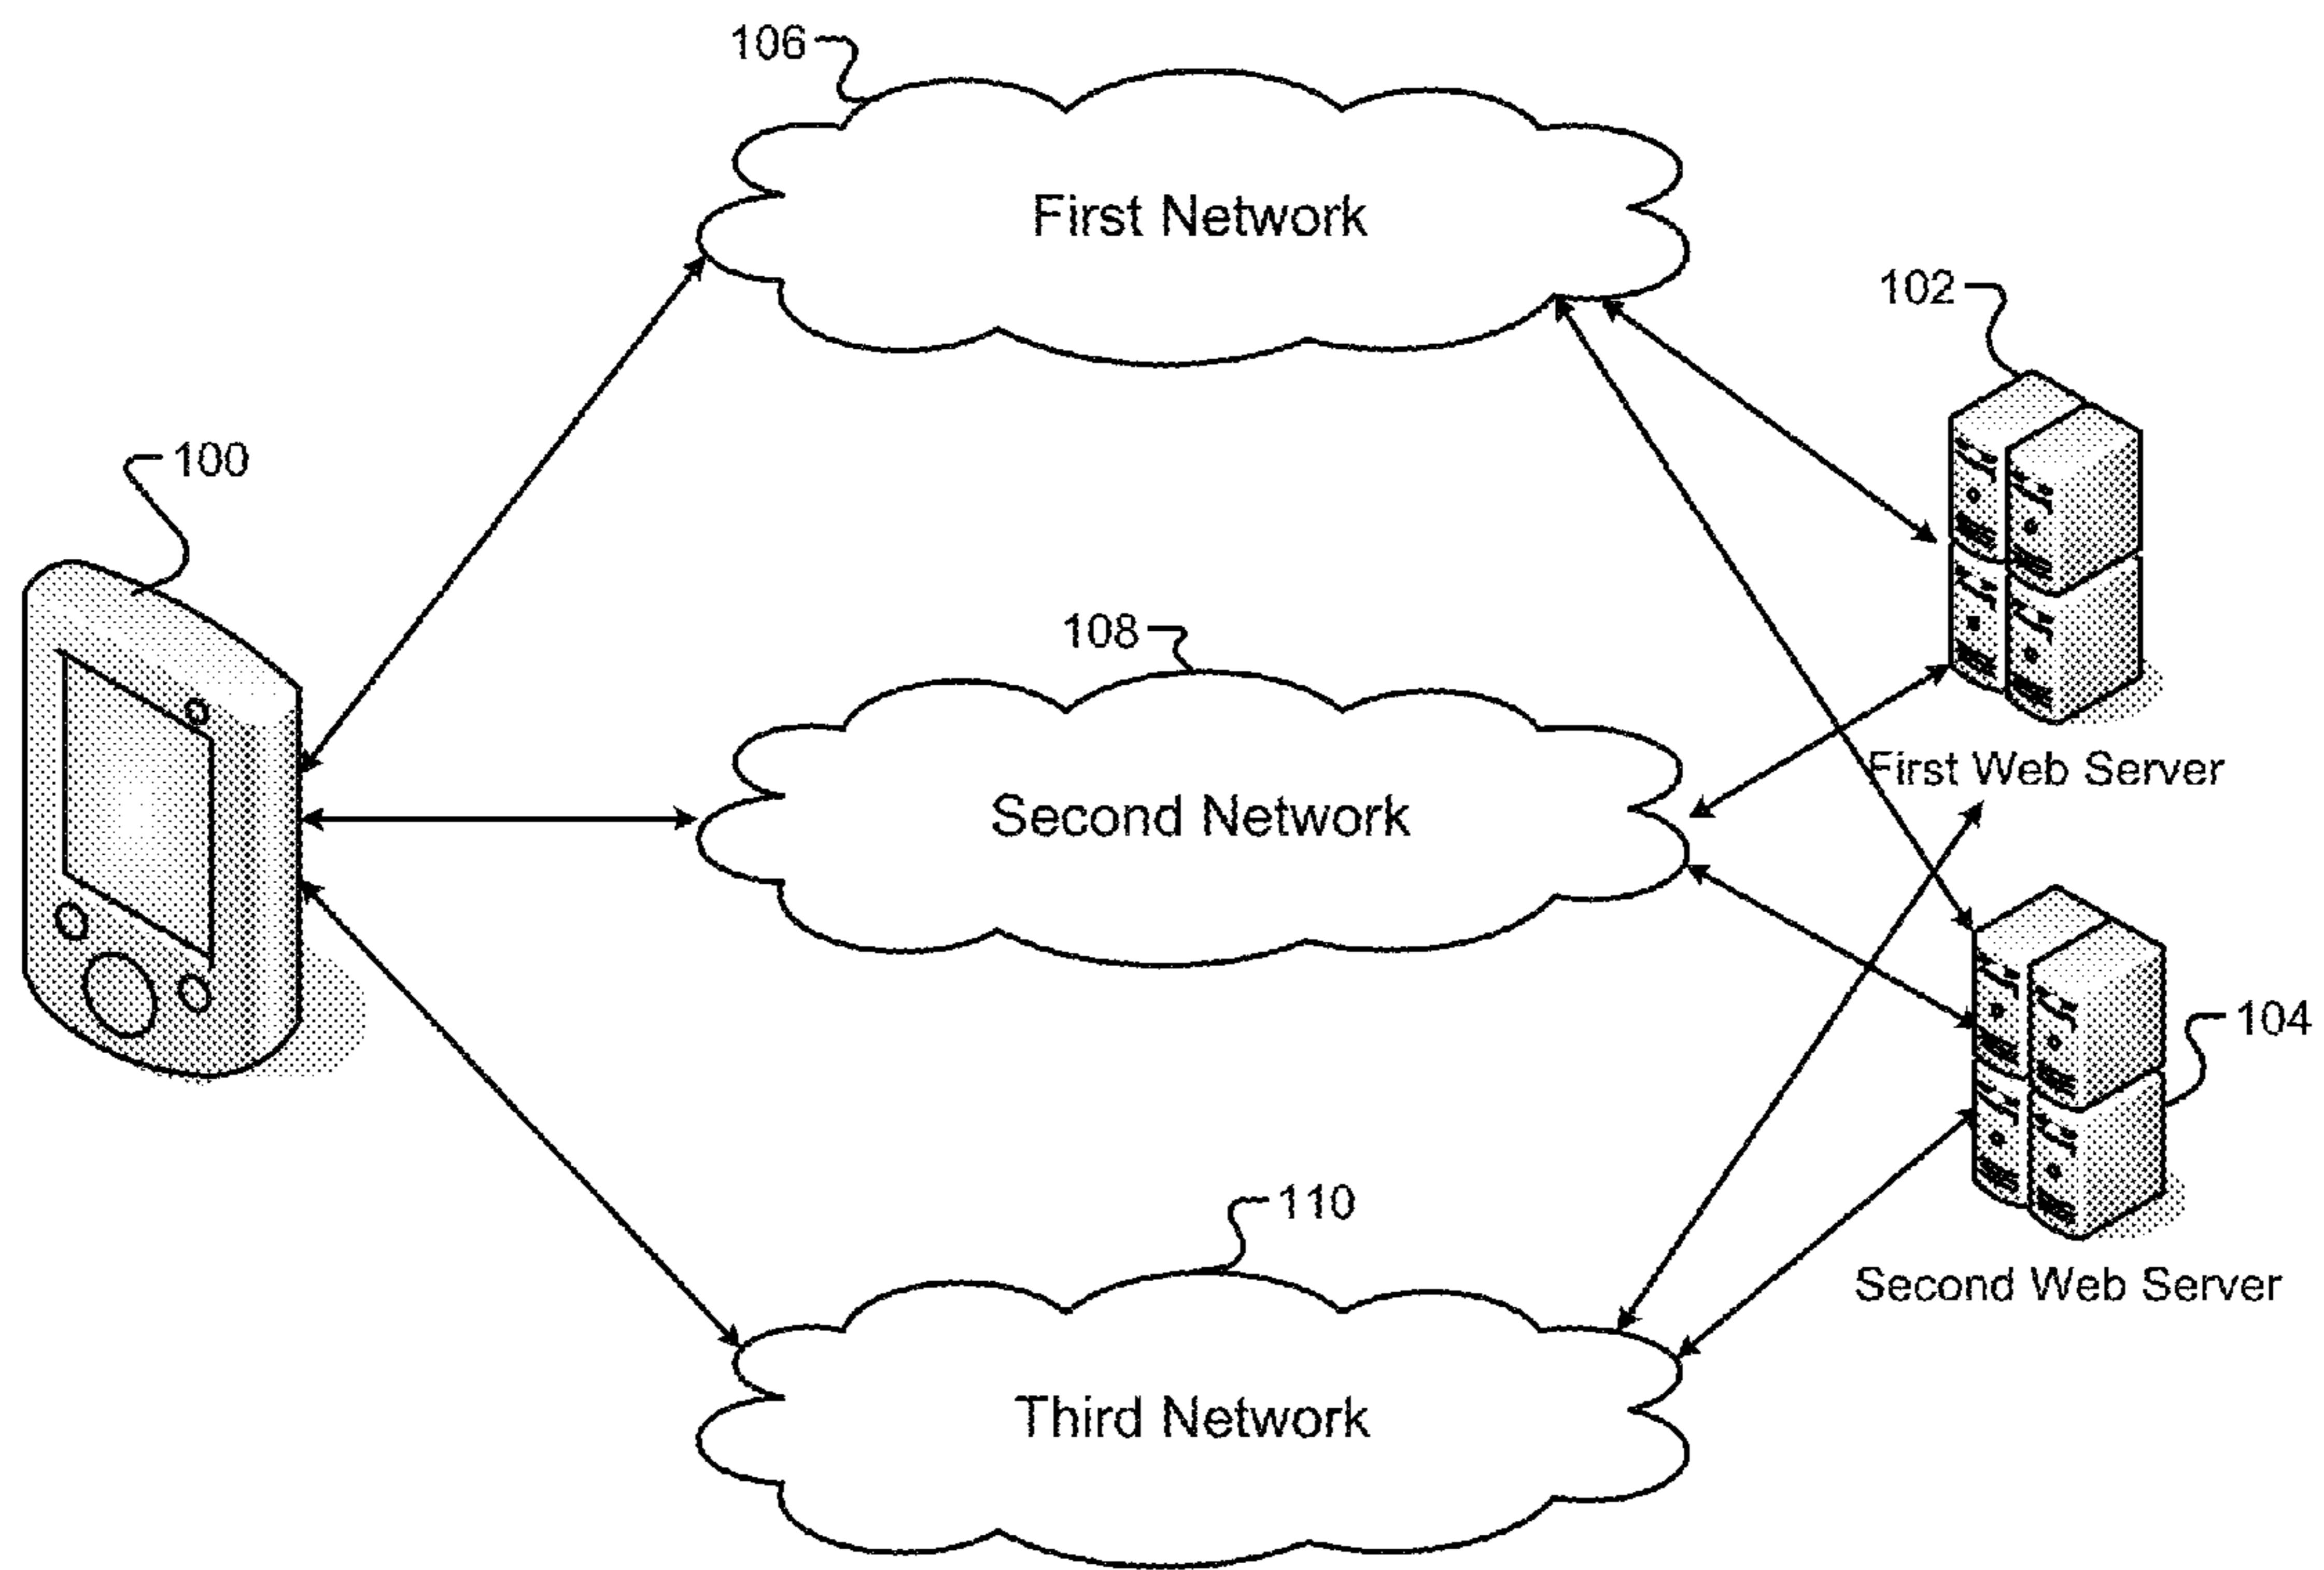 106
First Network
102
100
108
First Web Server
Second Network
104
110
Second Web Server
Third Network